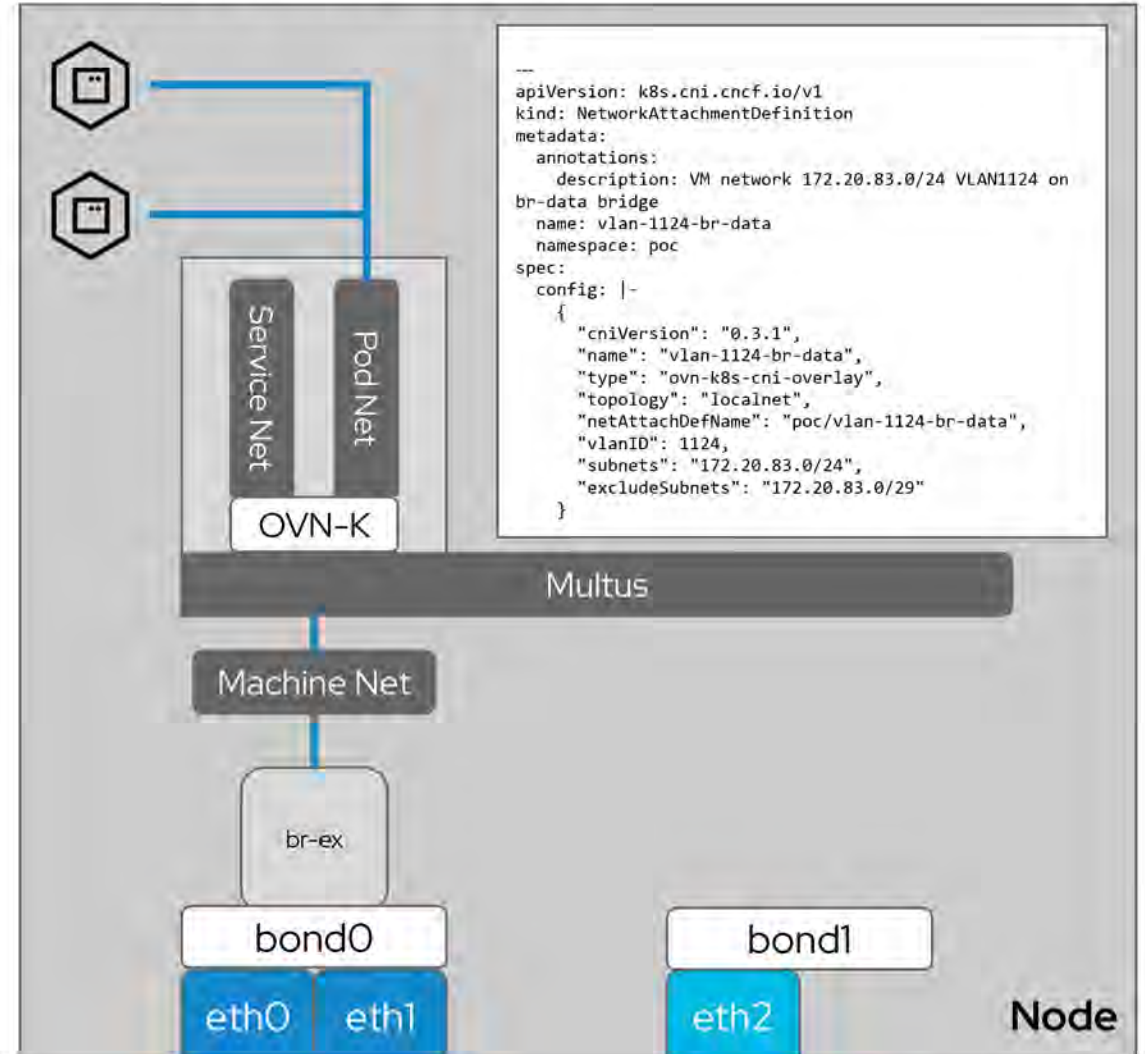 ---
apiVersion: k8s.cni.cncf.io/v1
kind: NetworkAttachmentDefinition
metadata:
  annotations:
    description: VM network 172.20.83.0/24 VLAN1124 on
br-data bridge
  name: vlan-1124-br-data
  namespace: poc
spec:
  config: |-
    {
      "cniVersion": "0.3.1",
      "name": "vlan-1124-br-data",
      "type": "ovn-k8s-cni-overlay",
      "topology": "localnet",
      "netAttachDefName": "poc/vlan-1124-br-data",
      "vlanID": 1124,
      "subnets": "172.20.83.0/24",
      "excludeSubnets": "172.20.83.0/29"
    }
Service Net
Pod Net
OVN-K
Multus
Machine Net
br-ex
bond0
bond1
eth0
eth1
eth2
Node